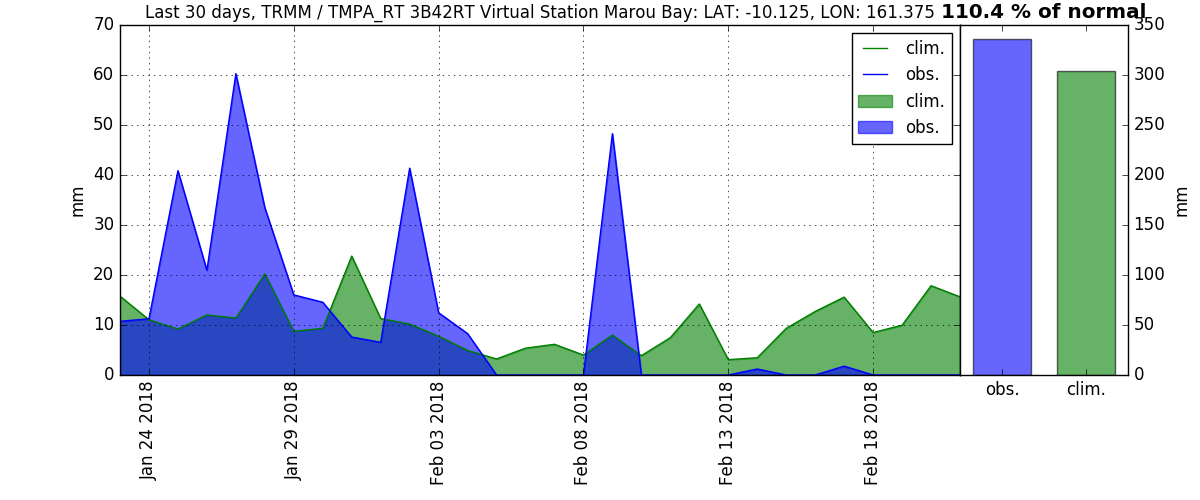 Last 30 days, TRMM / TMPA_RT 3B42RT Virtual Station Marou Bay: LAT: -10.125, LON: 161.375 110.4 % of normal
70
60
50
40
30
20
10
0
mm
clim.
obs.
clim.
obs.
350
300
250
200
150
100
50
0
mm
Jan 24 2018
Jan 29 2018
Feb 03 2018
Feb 08 2018
Feb 13 2018
Feb 18 2018
obs. clim.